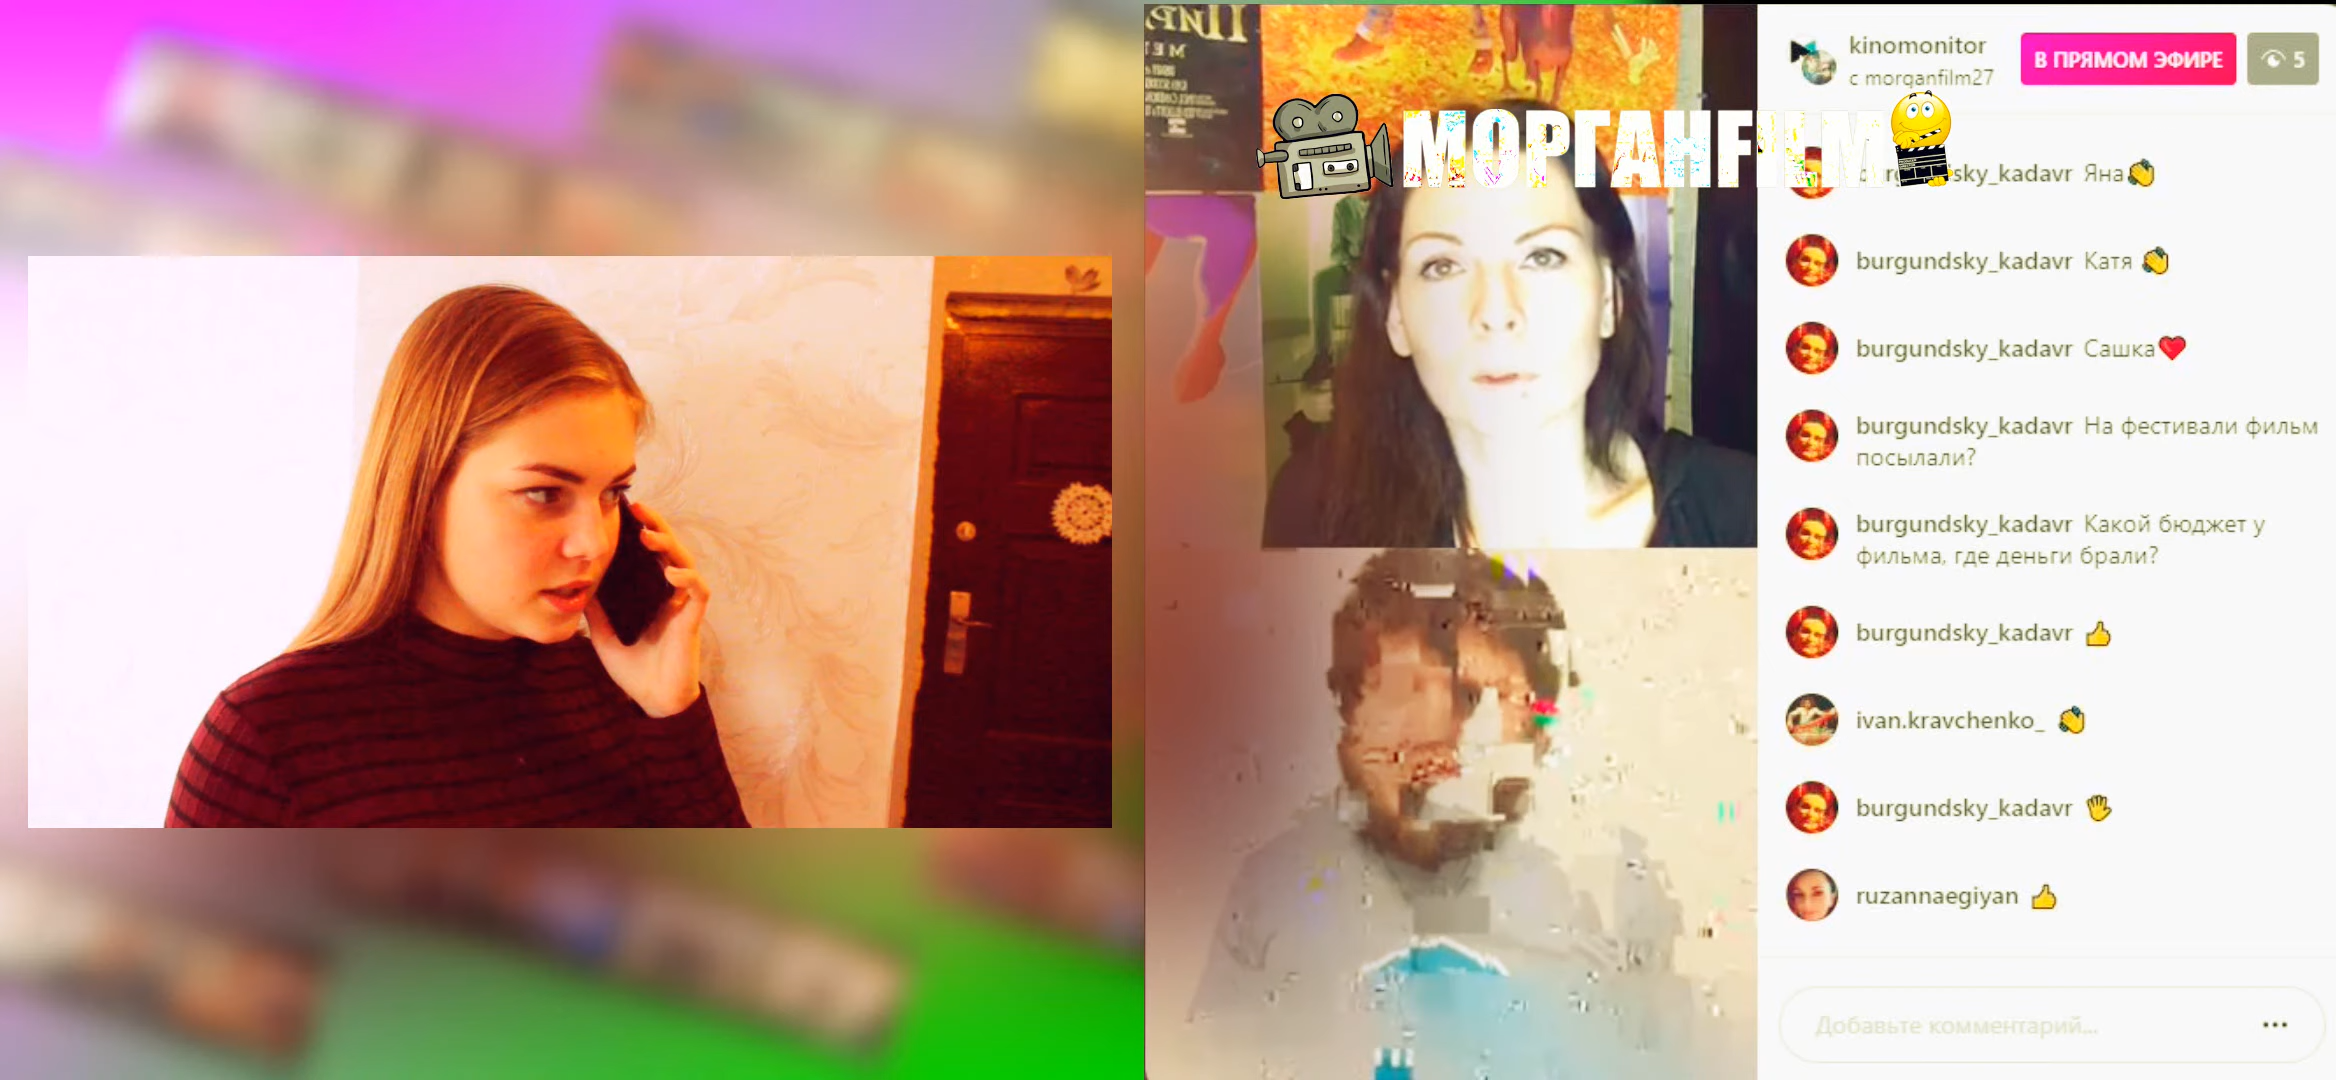 kinomonitor
с morganfilm27
В ПРЯМОМ ЭФИРЕ
5
МОРГАНFILM
sky_kadavr Яна
burgundsky_kadavr Катя
burgundsky_kadavr Сашка
burgundsky_kadavr На фестивали фильм
посылали?
burgundsky_kadavr Какой бюджет у
фильма, где деньги брали?
burgundsky_kadavr
ivan.kravchenko_
burgundsky_kadavr
ruzannaegiyan
Добавьте комментарий...